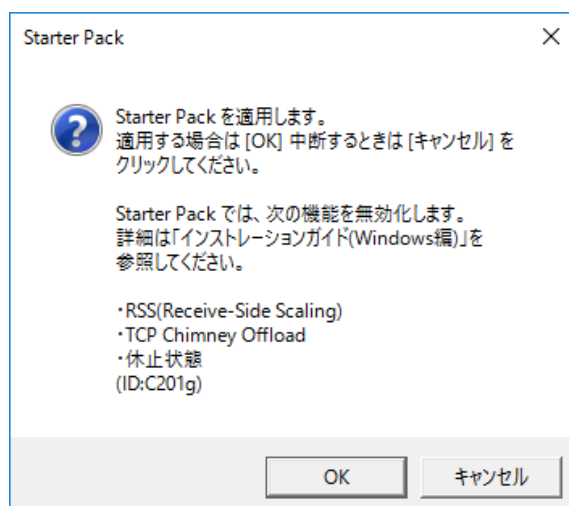 Starter Pack
Starter Pack を適用します。
適用する場合は [OK] 中断するときは [キャンセル] を
クリックしてください。
Starter Pack では、次の機能を無効化します。
詳細は「インストレーションガイド(Windows編)」を
参照してください。
・RSS(Receive-Side Scaling)
・TCP Chimney Offload
・休止状態
(ID:C201g)
OK
キャンセル